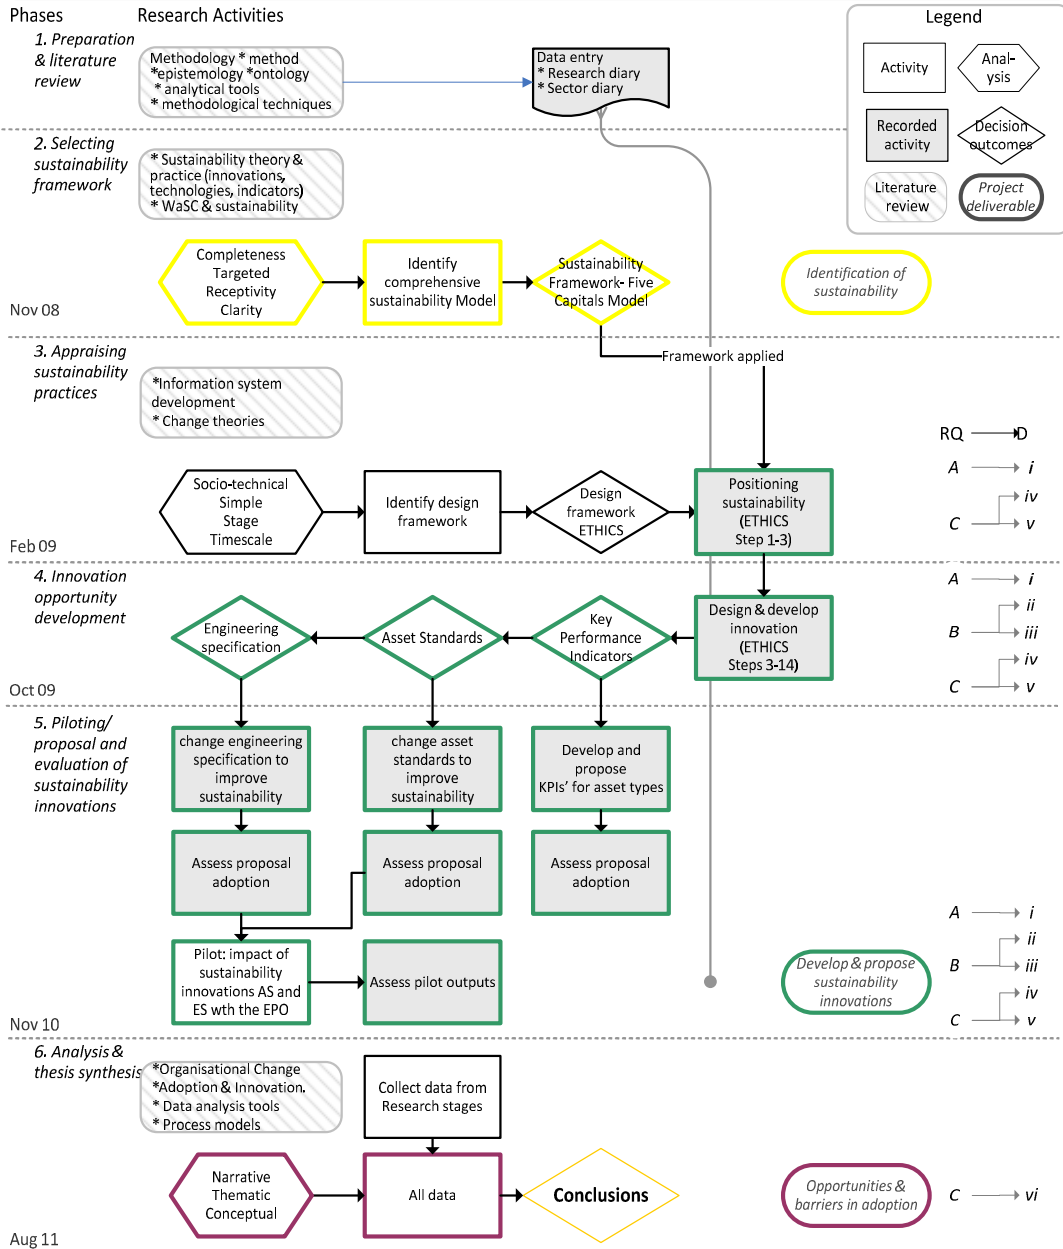 Phases
Research Activities
Legend
1. Preparation
& literature
review
Methodology * method
*epistemology *ontology
* analytical tools
* methodological techniques
Data entry
* Research diary
* Sector diary
Activity
Anal-
ysis
Recorded
activity
Decision
outcomes
Literature
review
Project
deliverable
2. Selecting
sustainability
framework
* Sustainability theory &
practice (innovations,
technologies, indicators)
* WaSC & sustainability
Completeness
Targeted
Receptivity
Clarity
Identify
comprehensive
sustainability Model
Sustainability
Framework- Five
Capitals Model
Identification of
sustainability
Nov 08
3. Appraising
sustainability
practices
Framework applied
*Information system
development
* Change theories
Socio-technical
Simple
Stage
Timescale
Identify design
framework
Design
framework
ETHICS
Positioning
sustainability
(ETHICS
Step 1-3)
RQ D
A i
iv
C v
Feb 09
4. Innovation
opportunity
development
Engineering
specification
Asset Standards
Key
Performance
Indicators
Design & develop
innovation
(ETHICS
Steps 3-14)
A i
ii
B iii
iv
C v
Oct 09
5. Piloting/
proposal and
evaluation of
sustainability
innovations
change engineering
specification to
improve
sustainability
change asset
standards to
improve
sustainability
Develop and
propose
KPIs' for asset types
Assess proposal
adoption
Assess proposal
adoption
Assess proposal
adoption
Pilot: impact of
sustainability
innovations AS and
ES wth the EPO
Assess pilot outputs
Develop & propose
sustainability
innovations
A i
ii
B iii
iv
C v
Nov 10
6. Analysis &
thesis synthesis
*Organisational Change
*Adoption & Innovation.
* Data analysis tools
* Process models
Collect data from
Research stages
Narrative
Thematic
Conceptual
All data
Conclusions
Opportunities &
barriers in adoption
C vi
Aug 11